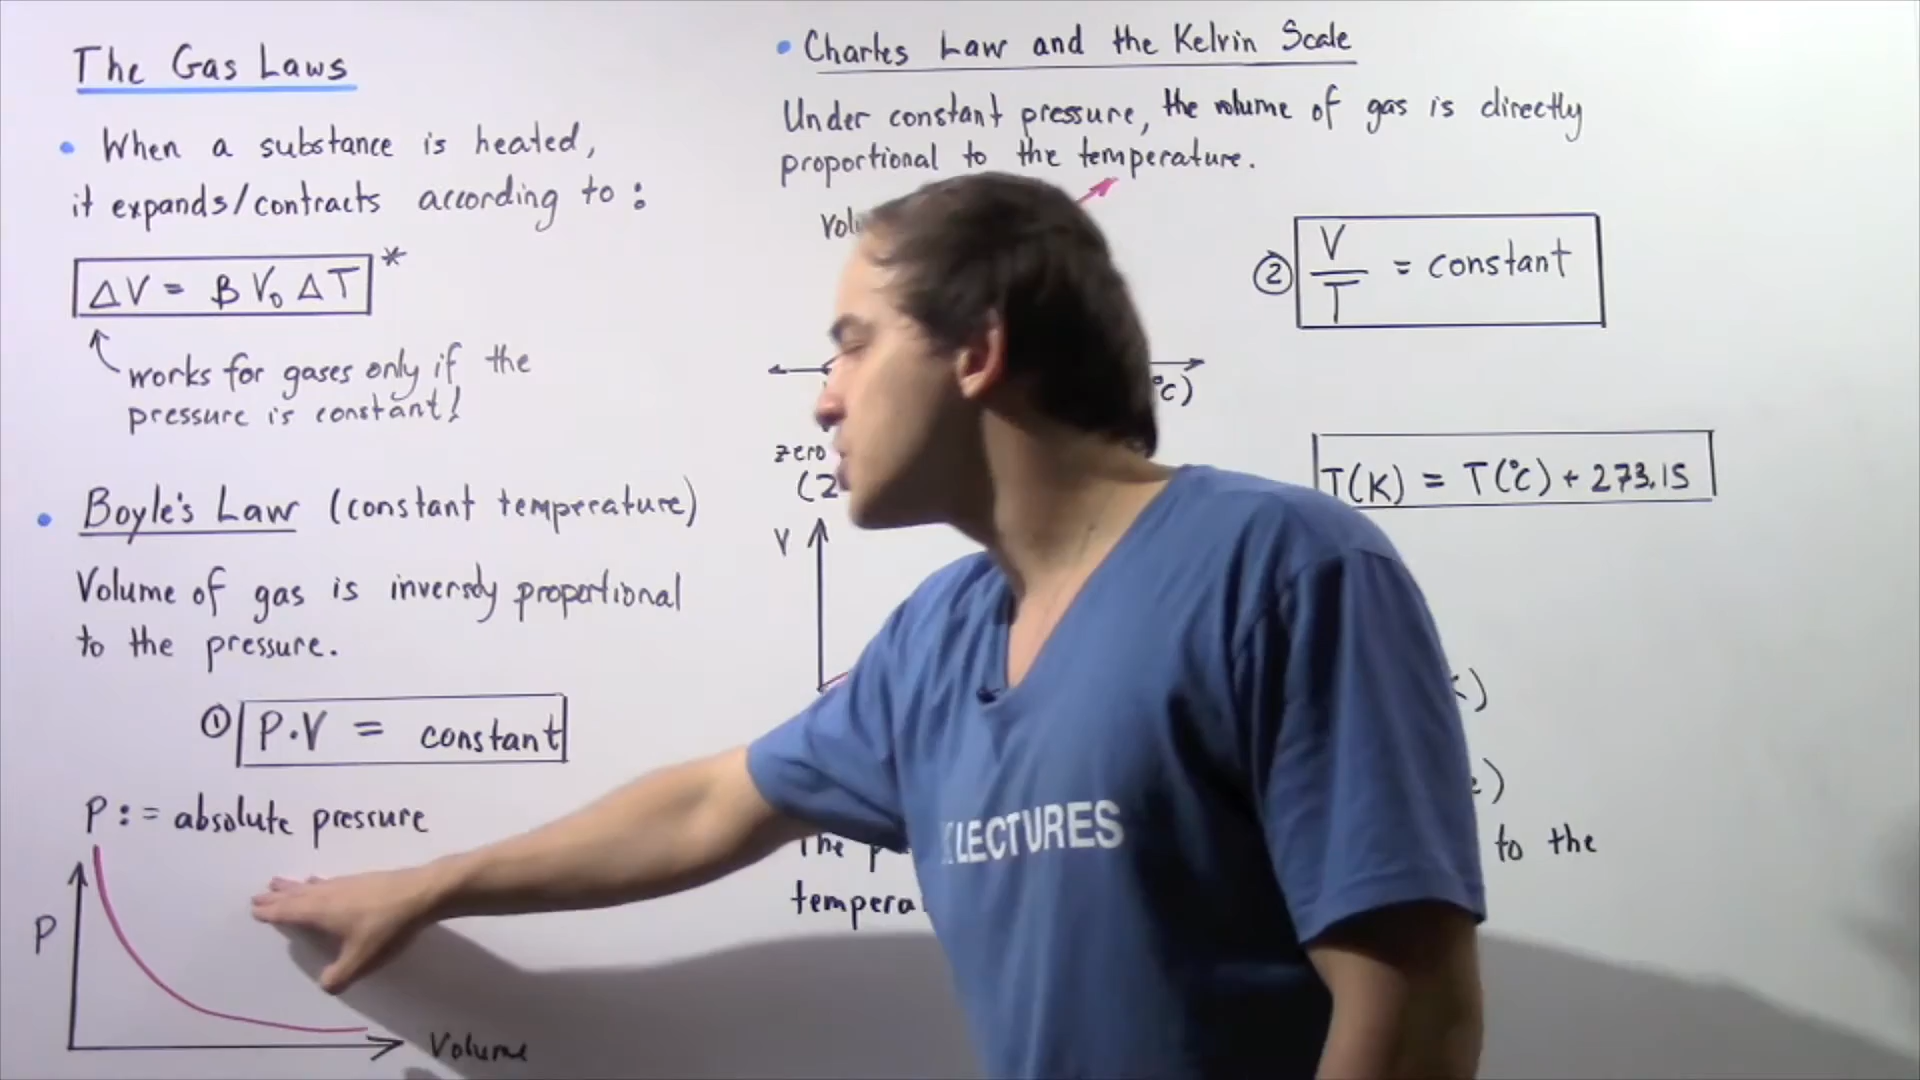 The Gas Laws
• When a substance is heated,
it expands/contracts according to:
ΔV = β V₀ ΔT *
works for gases only if the
pressure is constant!
• Boyle's Law (constant temperature)
Volume of gas is inversely proportional
to the pressure.
① P·V = constant
P := absolute pressure
P
Volume
• Charles Law and the Kelvin Scale
Under constant pressure, the volume of gas is directly
proportional to the temperature.
② V/T = constant
°C)
zero
(2
T(K) = T(°C) + 273.15
V
The to the
LECTURES